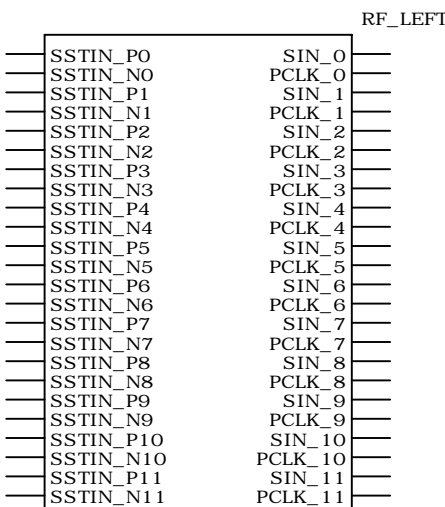 RF_LEFT
SSTIN_P0 SIN_0
SSTIN_N0 PCLK_0
SSTIN_P1 SIN_1
SSTIN_N1 PCLK_1
SSTIN_P2 SIN_2
SSTIN_N2 PCLK_2
SSTIN_P3 SIN_3
SSTIN_N3 PCLK_3
SSTIN_P4 SIN_4
SSTIN_N4 PCLK_4
SSTIN_P5 SIN_5
SSTIN_N5 PCLK_5
SSTIN_P6 SIN_6
SSTIN_N6 PCLK_6
SSTIN_P7 SIN_7
SSTIN_N7 PCLK_7
SSTIN_P8 SIN_8
SSTIN_N8 PCLK_8
SSTIN_P9 SIN_9
SSTIN_N9 PCLK_9
SSTIN_P10 SIN_10
SSTIN_N10 PCLK_10
SSTIN_P11 SIN_11
SSTIN_N11 PCLK_11